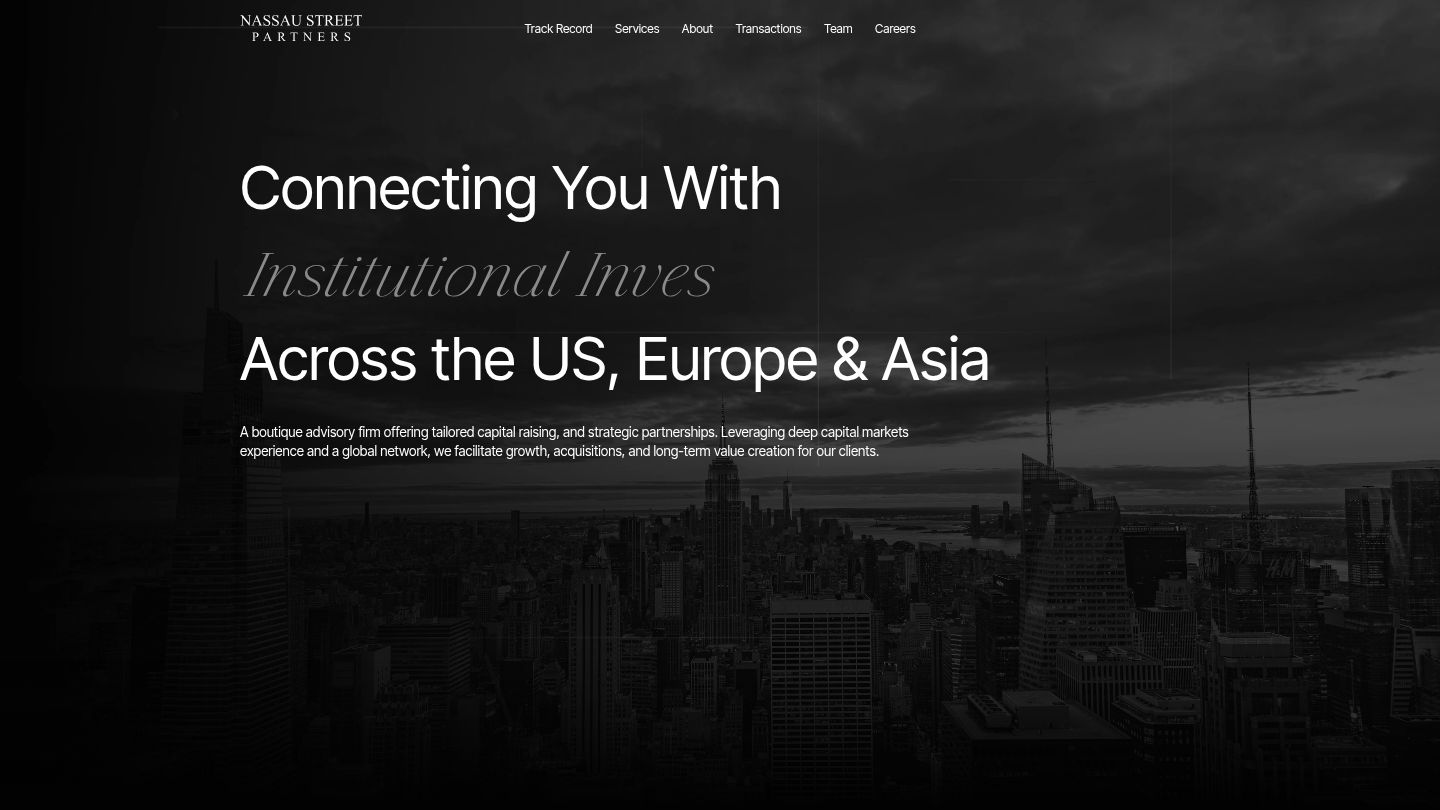 NASSAU STREET
PARTNERS
Track Record Services About Transactions Team Careers
Connecting You With
Institutional Inves
Across the US, Europe & Asia
A boutique advisory firm offering tailored capital raising, and strategic partnerships. Leveraging deep capital markets
experience and a global network, we facilitate growth, acquisitions, and long-term value creation for our clients.
H&M